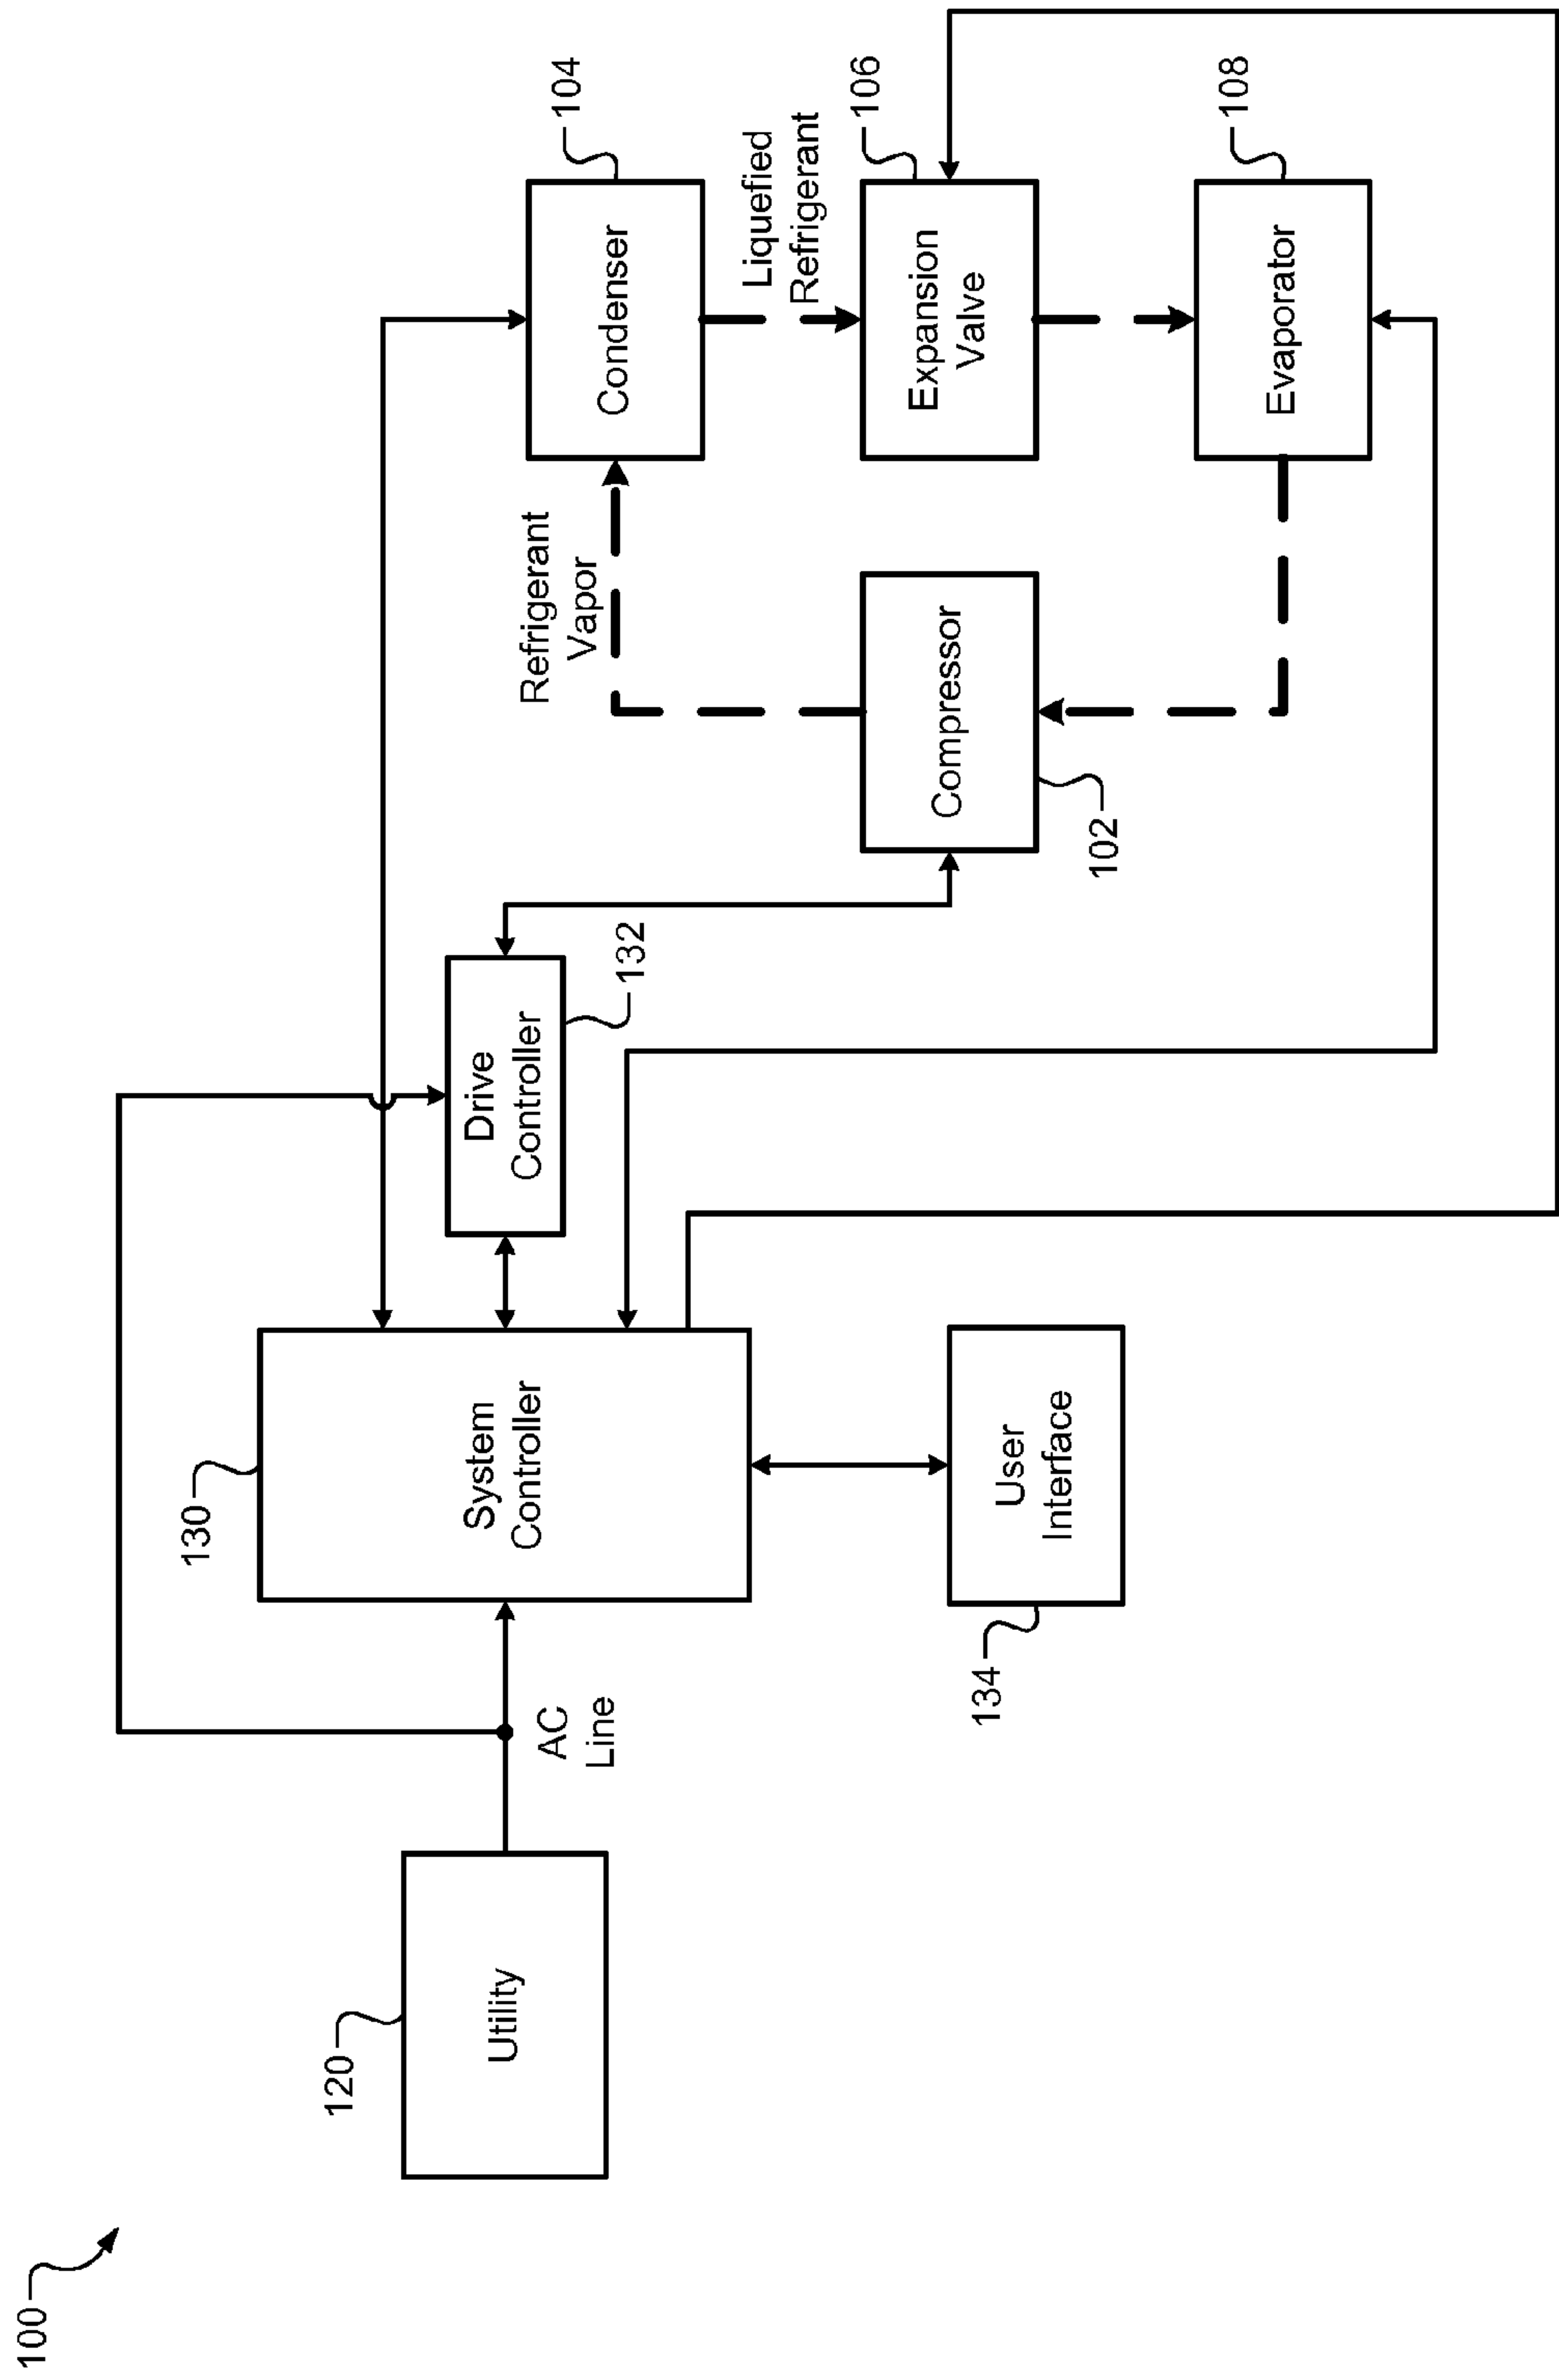 100
120
Utility
AC
Line
130
System
Controller
134
User
Interface
Drive
Controller
132
Compressor
102
Refrigerant
Vapor
Condenser
104
Liquefied
Refrigerant
Expansion
Valve
106
Evaporator
108